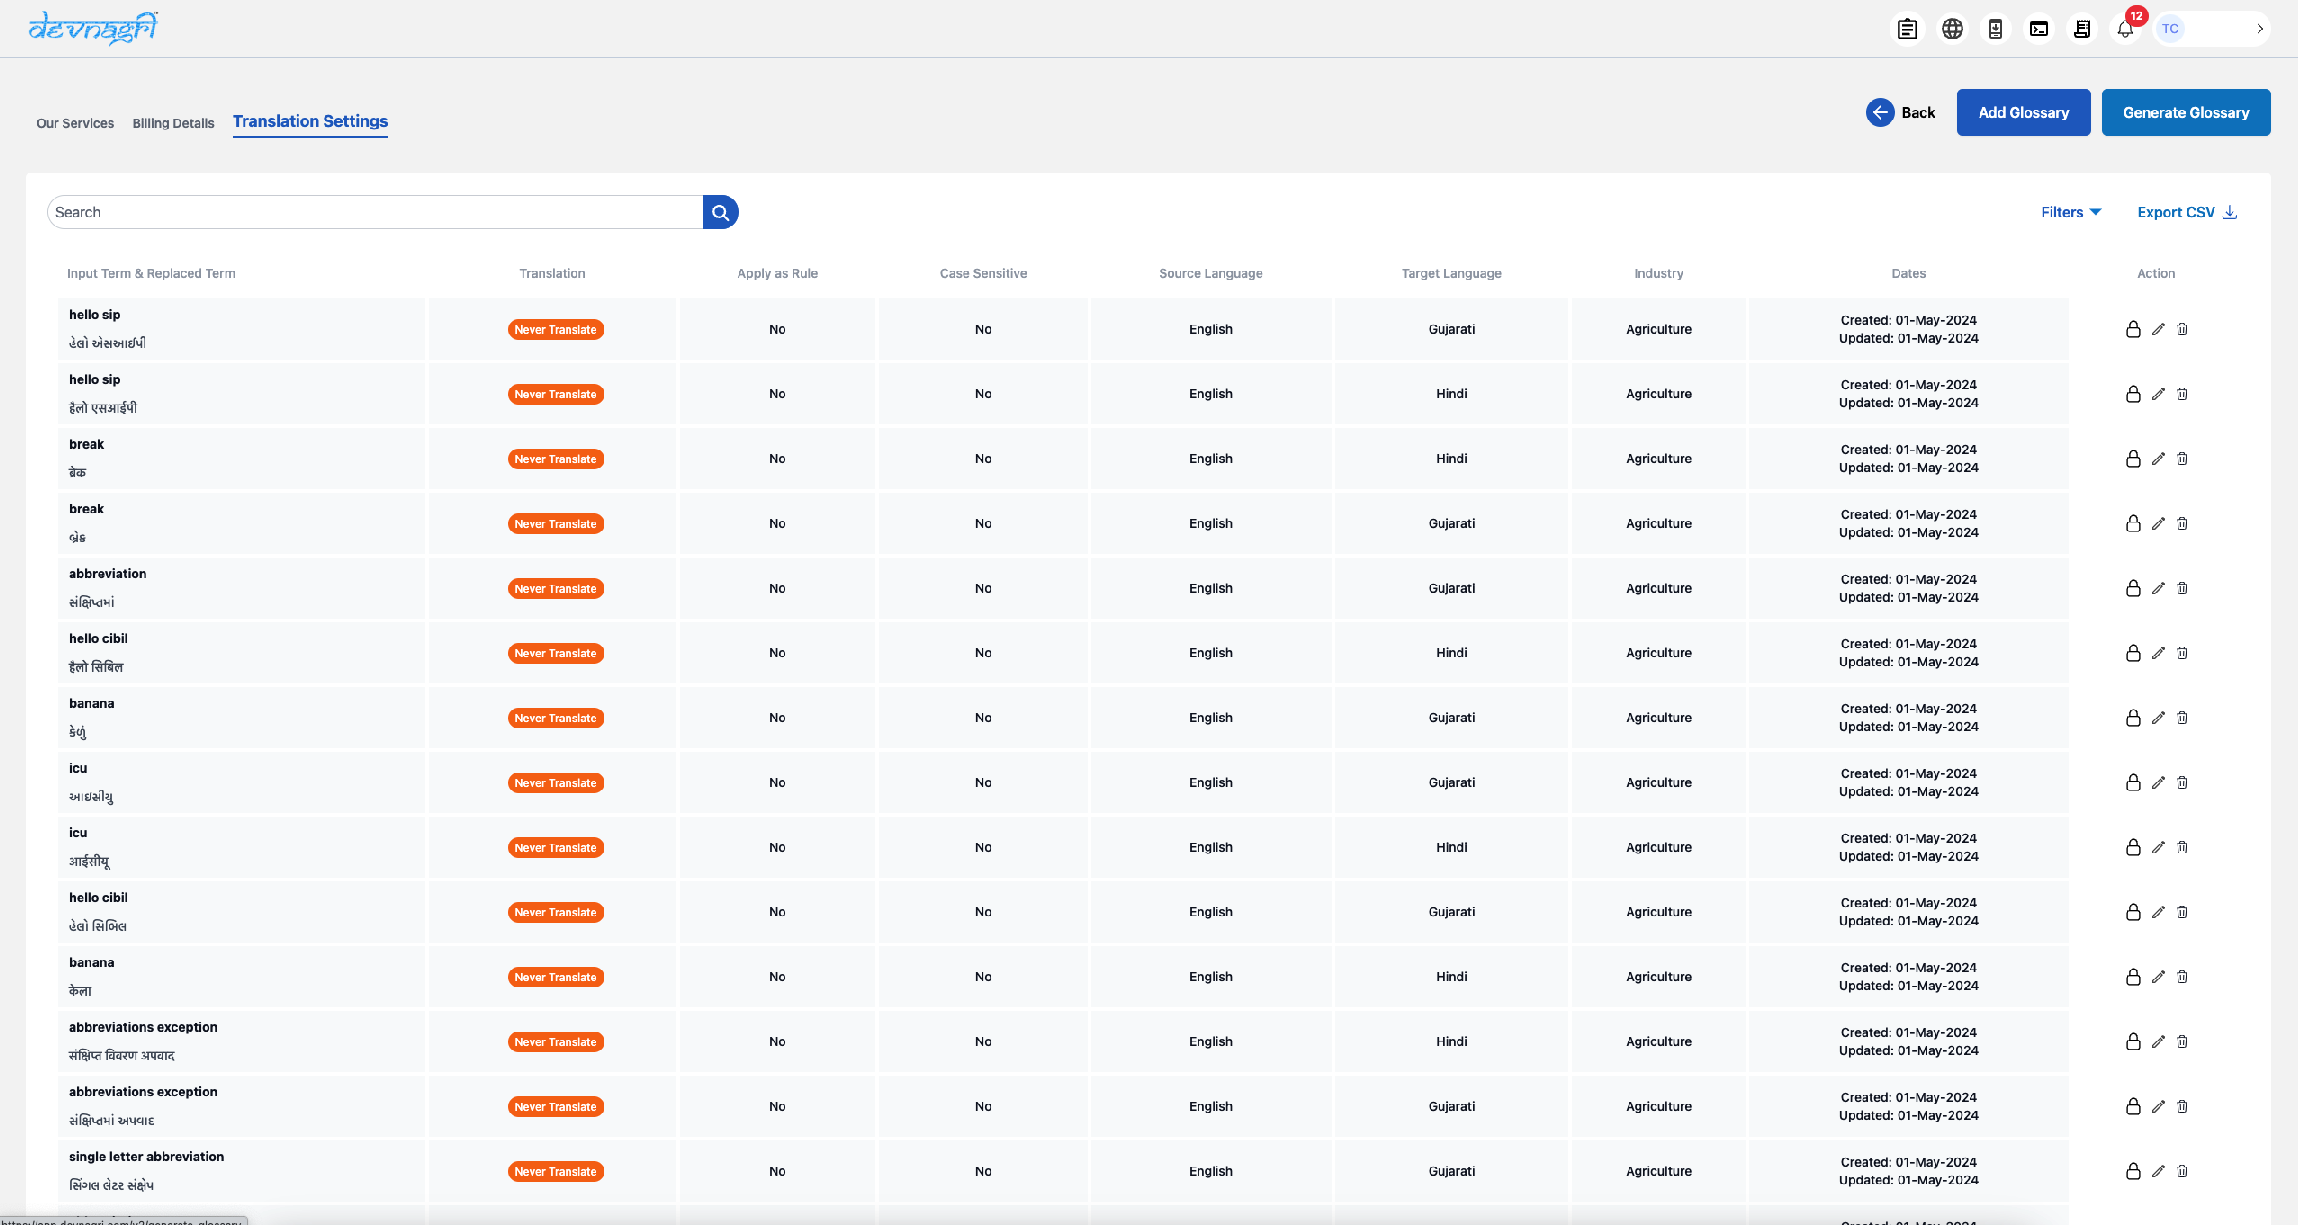 devnagri
12
TC
Our Services
Billing Details
Translation Settings
Back
Add Glossary
Generate Glossary
Search
Filters
Export CSV
Input Term & Replaced Term Translation Apply as Rule Case Sensitive Source Language Target Language Industry Dates Action
hello sip
હેલો એસઆઈપી
Never Translate No No English Gujarati Agriculture
Created: 01-May-2024
Updated: 01-May-2024
hello sip
हैलो एसआईपी
Never Translate No No English Hindi Agriculture
Created: 01-May-2024
Updated: 01-May-2024
break
ब्रेक
Never Translate No No English Hindi Agriculture
Created: 01-May-2024
Updated: 01-May-2024
break
બ્રેક
Never Translate No No English Gujarati Agriculture
Created: 01-May-2024
Updated: 01-May-2024
abbreviation
સંક્ષિપ્તમાં
Never Translate No No English Gujarati Agriculture
Created: 01-May-2024
Updated: 01-May-2024
hello cibil
हैलो सिबिल
Never Translate No No English Hindi Agriculture
Created: 01-May-2024
Updated: 01-May-2024
banana
કેળું
Never Translate No No English Gujarati Agriculture
Created: 01-May-2024
Updated: 01-May-2024
icu
આઇસીયુ
Never Translate No No English Gujarati Agriculture
Created: 01-May-2024
Updated: 01-May-2024
icu
आईसीयू
Never Translate No No English Hindi Agriculture
Created: 01-May-2024
Updated: 01-May-2024
hello cibil
હેલો સિબિલ
Never Translate No No English Gujarati Agriculture
Created: 01-May-2024
Updated: 01-May-2024
banana
केला
Never Translate No No English Hindi Agriculture
Created: 01-May-2024
Updated: 01-May-2024
abbreviations exception
संक्षिप्त विवरण अपवाद
Never Translate No No English Hindi Agriculture
Created: 01-May-2024
Updated: 01-May-2024
abbreviations exception
સંક્ષિપ્તમાં અપવાદ
Never Translate No No English Gujarati Agriculture
Created: 01-May-2024
Updated: 01-May-2024
single letter abbreviation
સિંગલ લેટર સંક્ષેપ
Never Translate No No English Gujarati Agriculture
Created: 01-May-2024
Updated: 01-May-2024